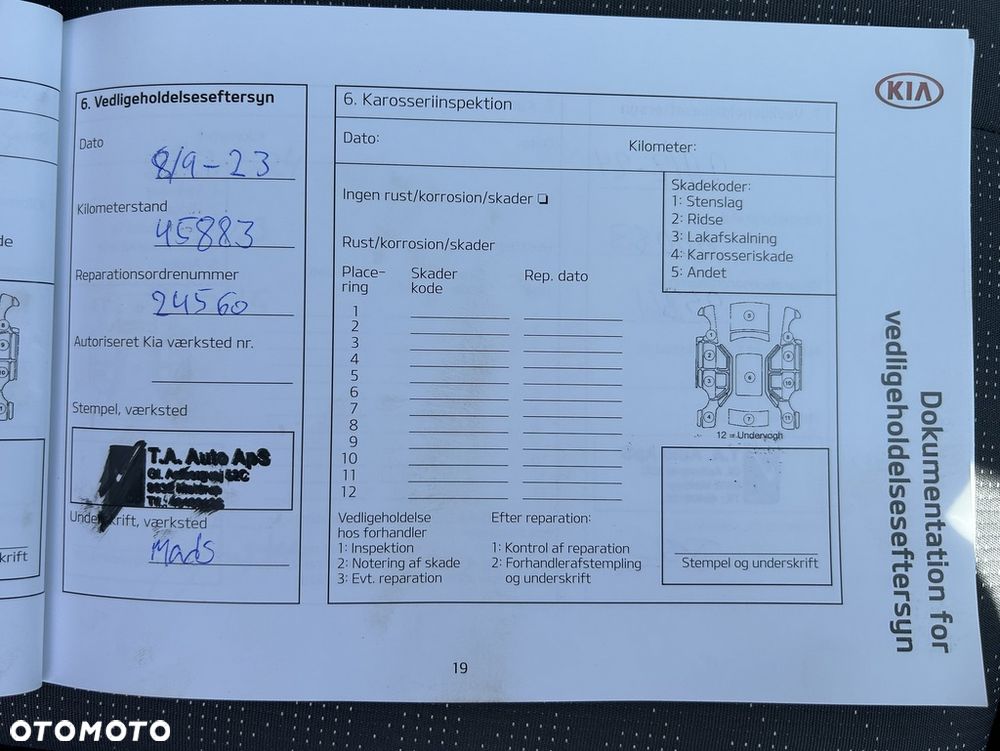 6. Vedligeholdelseseftersyn
Dato
8/9 - 23
Kilometerstand
45883
Reparationsordrenummer
24560
Autoriseret Kia værksted nr.
Stempel, værksted
T.A. Auto ApS
Underskrift, værksted
Mads
6. Karosseriinspektion
Dato:
Kilometer:
Ingen rust/korrosion/skader
Rust/korrosion/skader
Skadekoder:
1: Stenslag
2: Ridse
3: Lakafskalning
4: Karrosseriskade
5: Andet
Place-
ring
Skader
kode
Rep. dato
1
2
3
4
5
6
7
8
9
10
11
12
12 = Undervogn
Vedligeholdelse
hos forhandler
1: Inspektion
2: Notering af skade
3: Evt. reparation
Efter reparation:
1: Kontrol af reparation
2: Forhandlerafstempling
og underskrift
Stempel og underskrift
KIA
Dokumentation for
vedligeholdelseseftersyn
19
de
krift
OTOMOTO